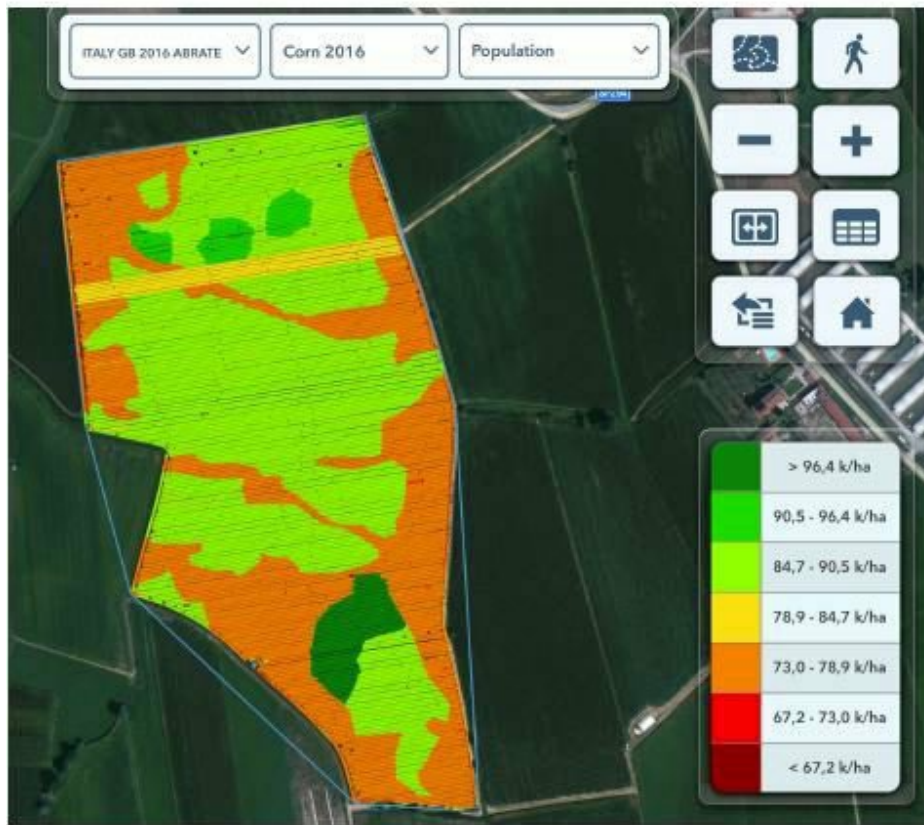 ITALY GB 2016 ABRATE
Corn 2016
Population
> 96,4 k/ha
90,5 - 96,4 k/ha
84,7 - 90,5 k/ha
78,9 - 84,7 k/ha
73,0 - 78,9 k/ha
67,2 - 73,0 k/ha
< 67,2 k/ha